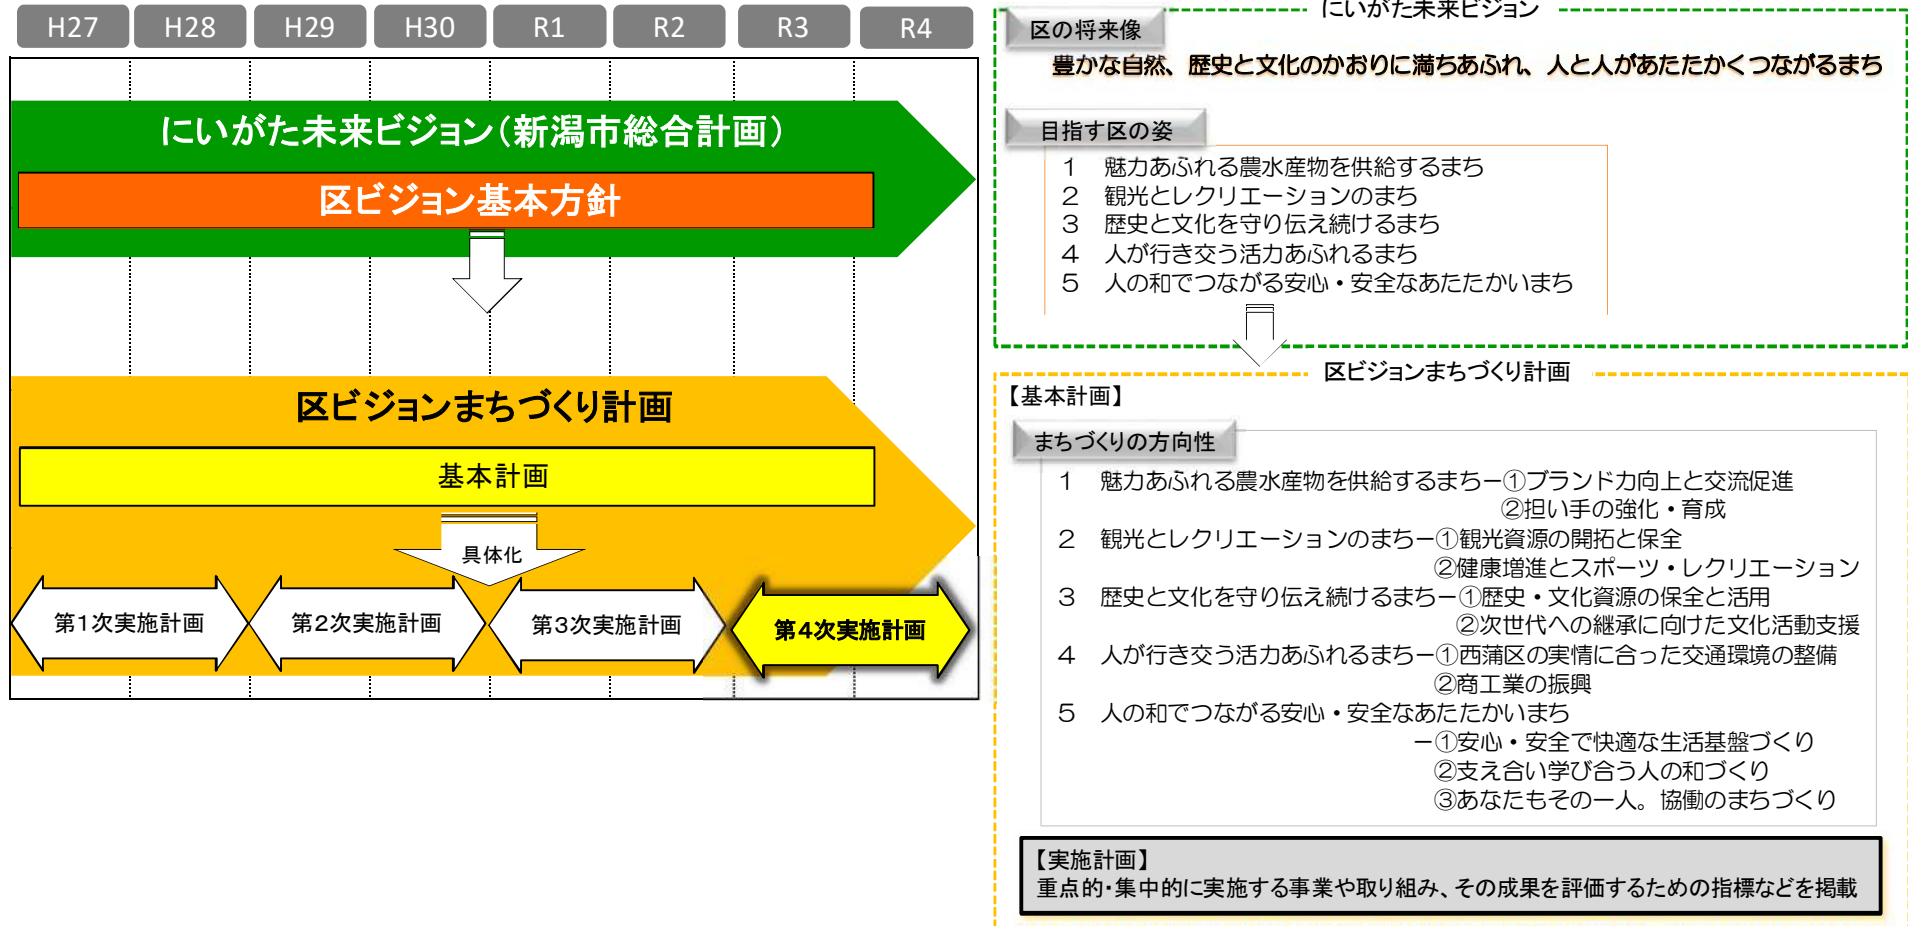 H27 H28 H29 H30 R1 R2 R3 R4
にいがた未来ビジョン（新潟市総合計画）
区ビジョン基本方針
区ビジョンまちづくり計画
基本計画
具体化
第1次実施計画 第2次実施計画 第3次実施計画 第4次実施計画
にいがた未来ビジョン
区の将来像
豊かな自然、歴史と文化のかおりに満ちあふれ、人と人があたたかくつながるまち
目指す区の姿
１ 魅力あふれる農水産物を供給するまち
２ 観光とレクリエーションのまち
３ 歴史と文化を守り伝え続けるまち
４ 人が行き交う活力あふれるまち
５ 人の和でつながる安心・安全なあたたかいまち
区ビジョンまちづくり計画
【基本計画】
まちづくりの方向性
１ 魅力あふれる農水産物を供給するまち－①ブランド力向上と交流促進
②担い手の強化・育成
２ 観光とレクリエーションのまち－①観光資源の開拓と保全
②健康増進とスポーツ・レクリエーション
３ 歴史と文化を守り伝え続けるまち－①歴史・文化資源の保全と活用
②次世代への継承に向けた文化活動支援
４ 人が行き交う活力あふれるまち－①西蒲区の実情に合った交通環境の整備
②商工業の振興
５ 人の和でつながる安心・安全なあたたかいまち
－①安心・安全で快適な生活基盤づくり
②支え合い学び合う人の和づくり
③あなたもその一人。協働のまちづくり
【実施計画】
重点的・集中的に実施する事業や取り組み、その成果を評価するための指標などを掲載